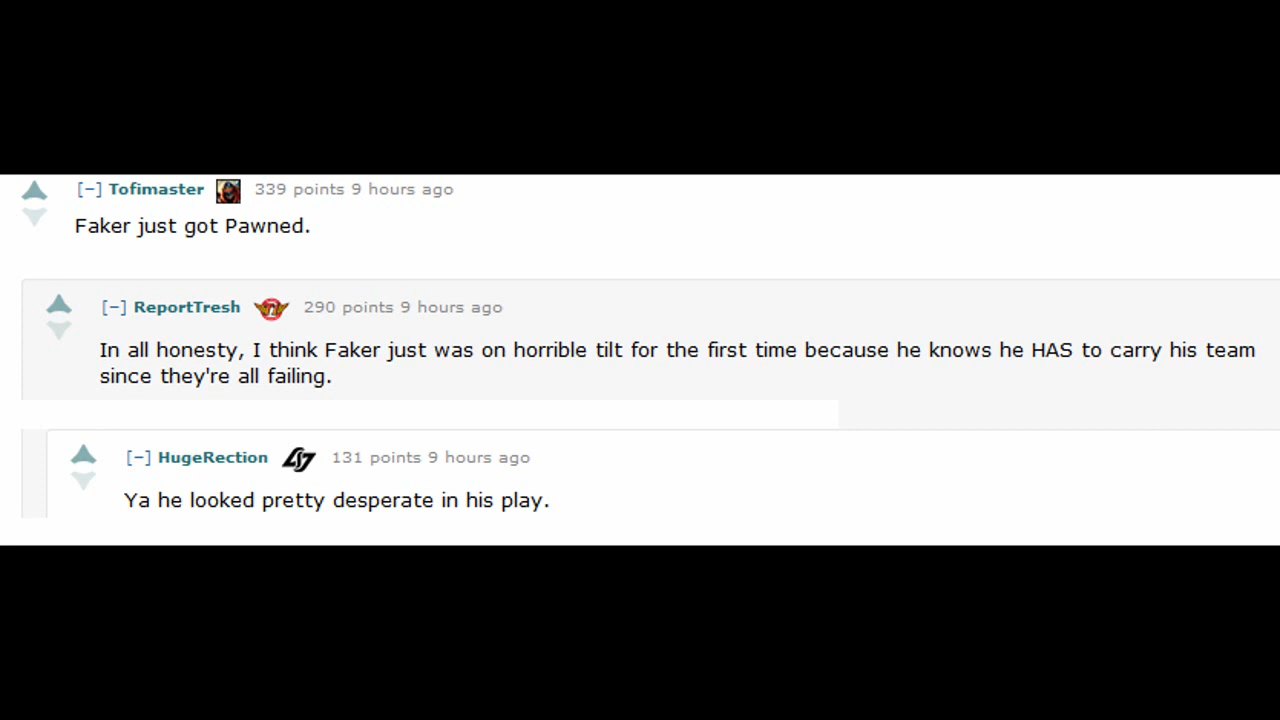 [−] Tofimaster 339 points 9 hours ago
Faker just got Pawned.
[−] ReportTresh 290 points 9 hours ago
In all honesty, I think Faker just was on horrible tilt for the first time because he knows he HAS to carry his team
since they're all failing.
[−] HugeRection 131 points 9 hours ago
Ya he looked pretty desperate in his play.